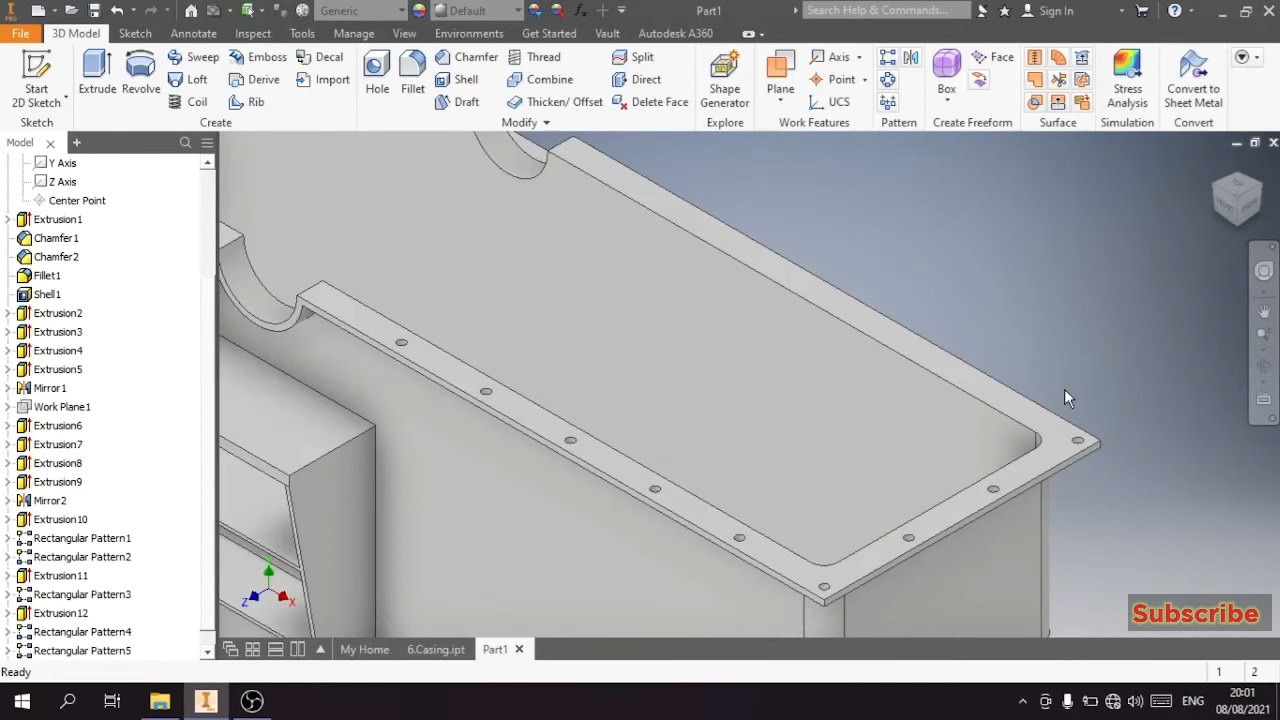 PRO
Generic
Default
Part1
Search Help & Commands...
Sign In
File
3D Model
Sketch
Annotate
Inspect
Tools
Manage
View
Environments
Get Started
Vault
Autodesk A360
Start
2D Sketch
Extrude
Revolve
Sweep
Loft
Coil
Emboss
Derive
Rib
Decal
Import
Hole
Fillet
Chamfer
Shell
Draft
Thread
Combine
Thicken/ Offset
Split
Direct
Delete Face
Shape
Generator
Plane
Axis
Point
UCS
Box
Face
Stress
Analysis
Convert to
Sheet Metal
Sketch
Create
Modify
Explore
Work Features
Pattern
Create Freeform
Surface
Simulation
Convert
Model
Y Axis
Z Axis
Center Point
Extrusion1
Chamfer1
Chamfer2
Fillet1
Shell1
Extrusion2
Extrusion3
Extrusion4
Extrusion5
Mirror1
Work Plane1
Extrusion6
Extrusion7
Extrusion8
Extrusion9
Mirror2
Extrusion10
Rectangular Pattern1
Rectangular Pattern2
Extrusion11
Rectangular Pattern3
Extrusion12
Rectangular Pattern4
Rectangular Pattern5
Z
X
Subscribe
My Home
6.Casing.ipt
Part1
Ready
1
2
ENG
20:01
08/08/2021